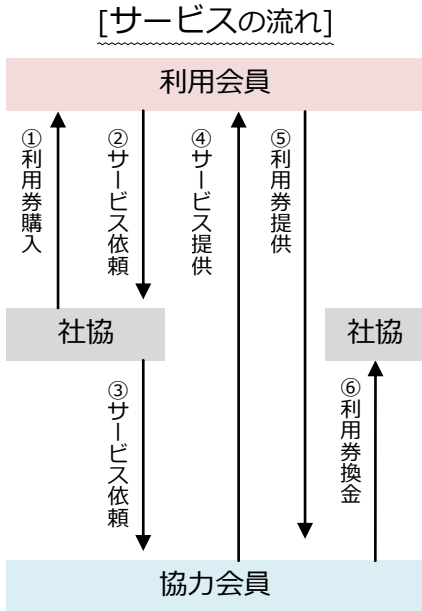 [サービスの流れ]
利用会員
①利用券購入
②サービス依頼
④サービス提供
⑤利用券提供
社協
社協
③サービス依頼
⑥利用券換金
協力会員